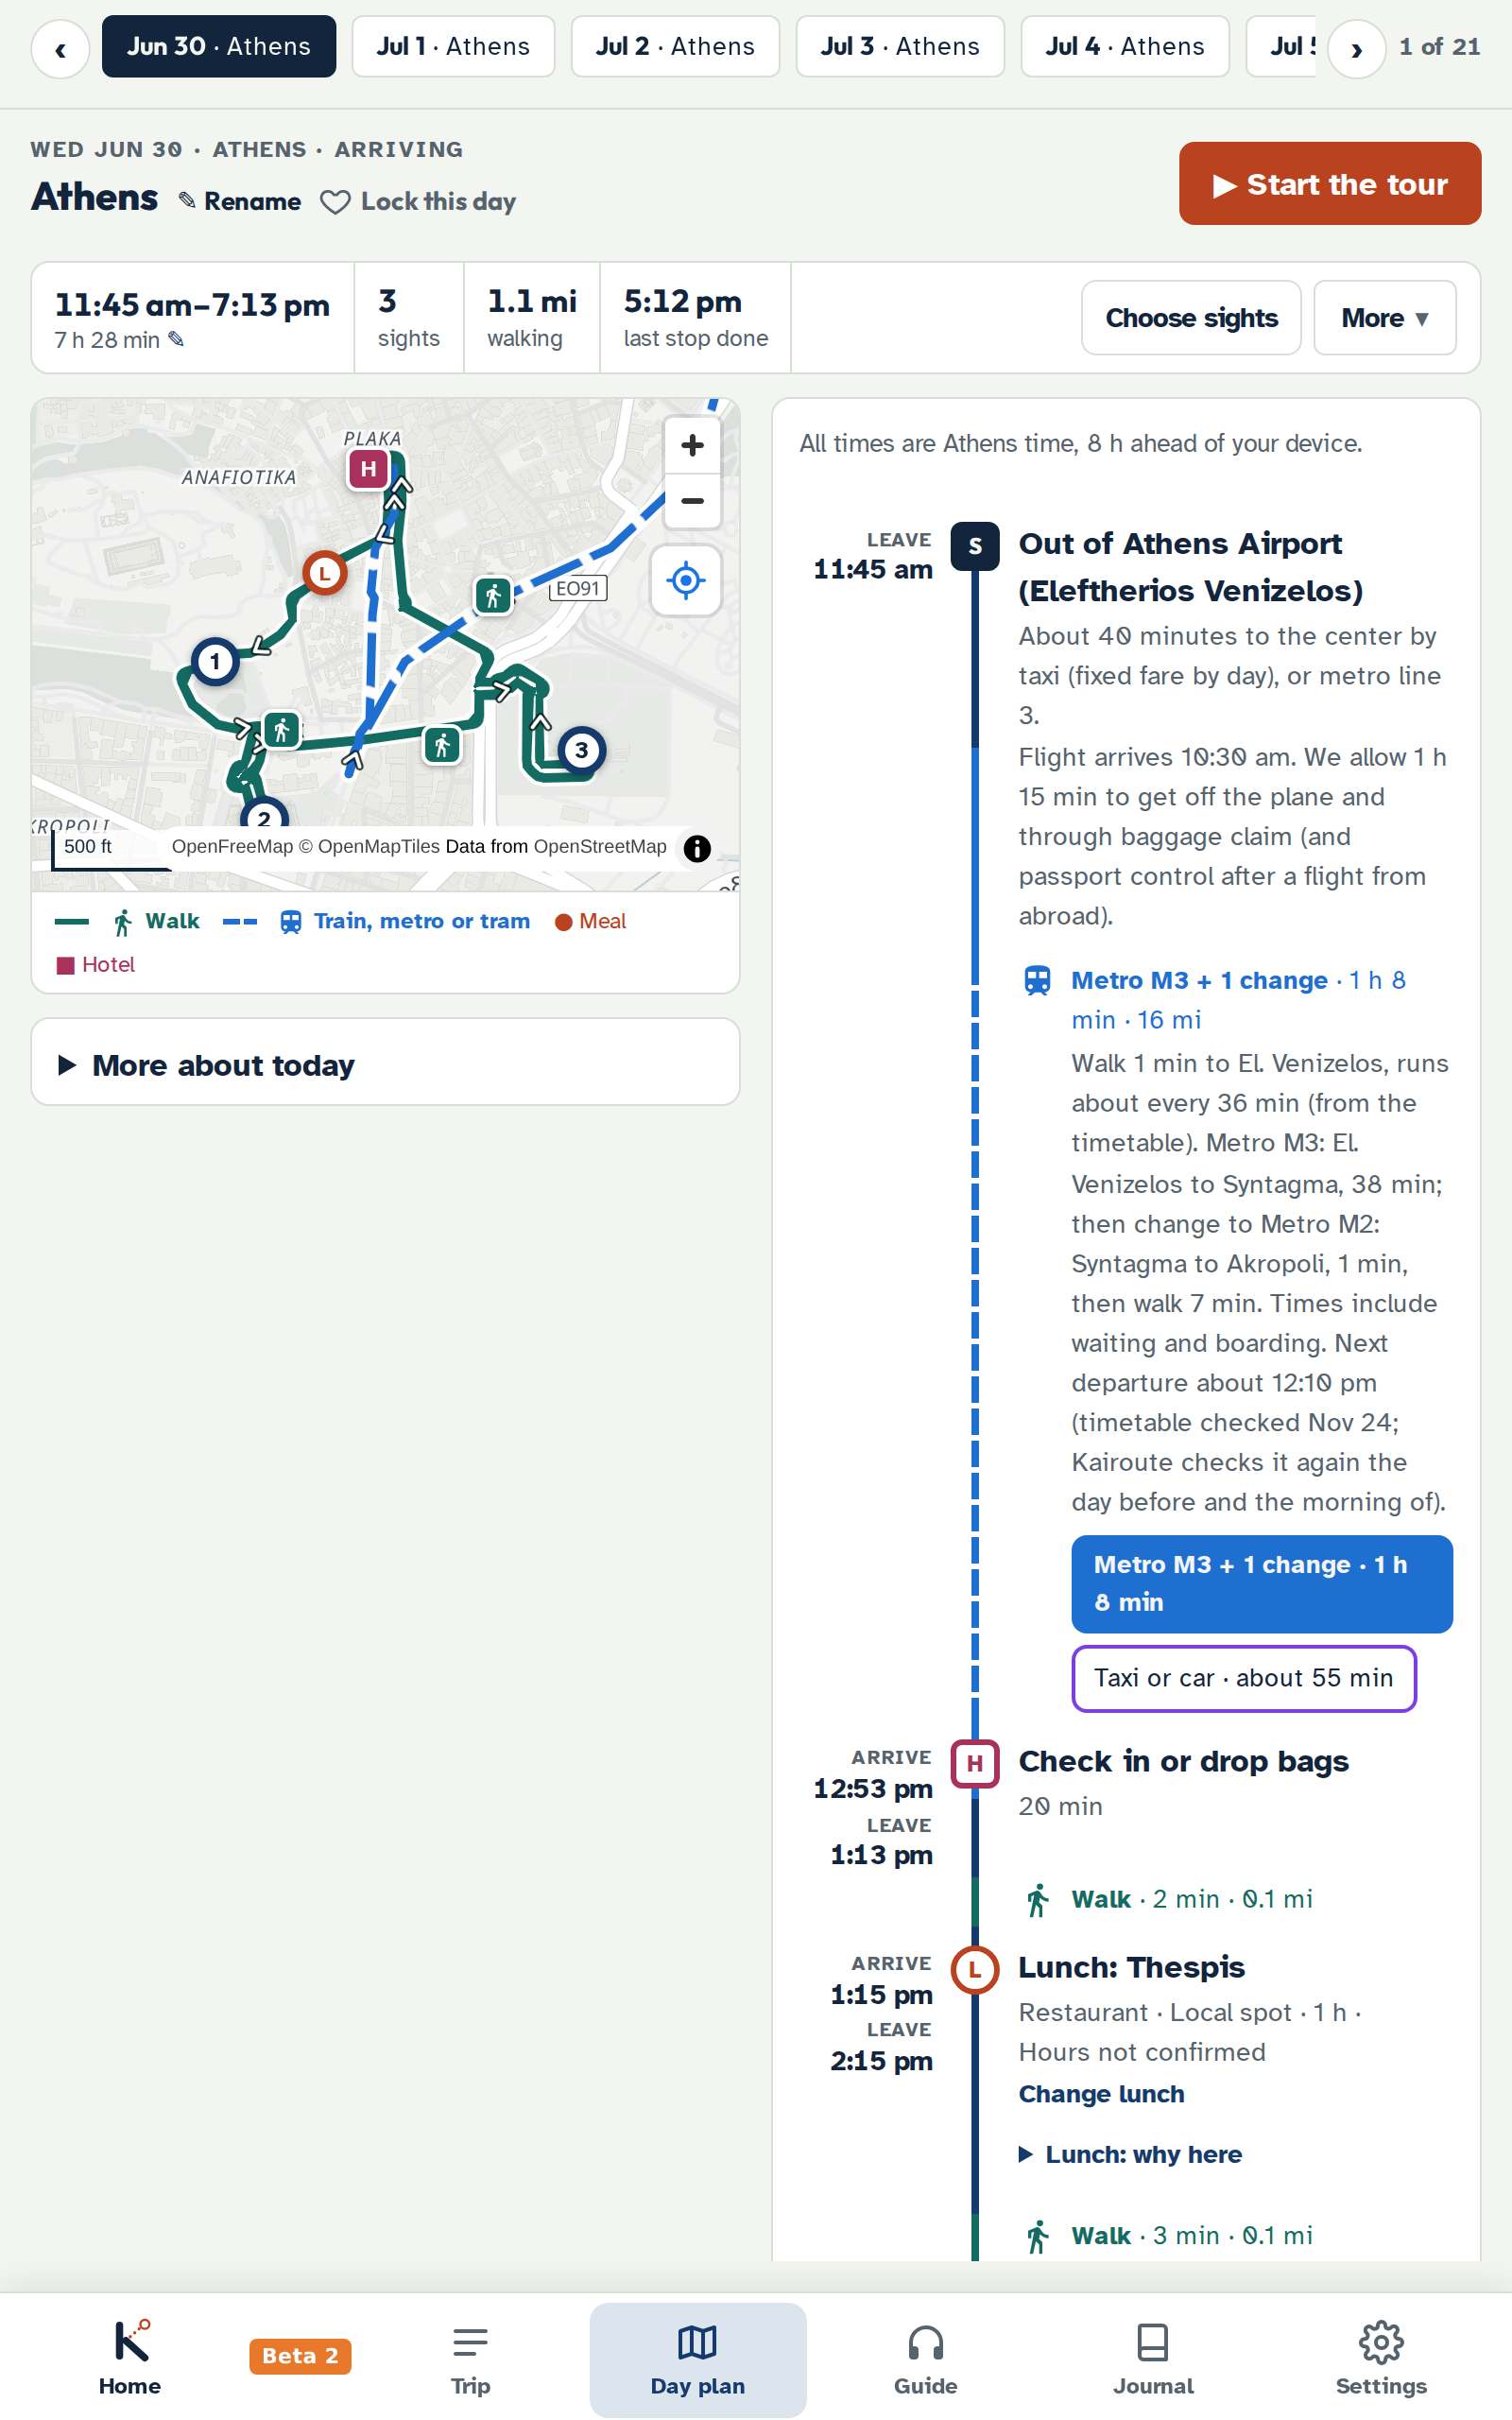 ‹
Jun 30 · Athens
Jul 1 · Athens
Jul 2 · Athens
Jul 3 · Athens
Jul 4 · Athens
Jul
›
1 of 21
WED JUN 30 · ATHENS · ARRIVING
Athens
✎ Rename
Lock this day
▶ Start the tour
11:45 am–7:13 pm
7 h 28 min ✎
3
sights
1.1 mi
walking
5:12 pm
last stop done
Choose sights
More ▼
PLAKA
H
ANAFIOTIKA
L
EO91
1
2
3
KROPOLI
+
−
500 ft
OpenFreeMap © OpenMapTiles Data from OpenStreetMap
Walk
Train, metro or tram
Meal
Hotel
▶ More about today
All times are Athens time, 8 h ahead of your device.
LEAVE
11:45 am
S
Out of Athens Airport
(Eleftherios Venizelos)
About 40 minutes to the center by
taxi (fixed fare by day), or metro line
3.
Flight arrives 10:30 am. We allow 1 h
15 min to get off the plane and
through baggage claim (and
passport control after a flight from
abroad).
Metro M3 + 1 change · 1 h 8
min · 16 mi
Walk 1 min to El. Venizelos, runs
about every 36 min (from the
timetable). Metro M3: El.
Venizelos to Syntagma, 38 min;
then change to Metro M2:
Syntagma to Akropoli, 1 min,
then walk 7 min. Times include
waiting and boarding. Next
departure about 12:10 pm
(timetable checked Nov 24;
Kairoute checks it again the
day before and the morning of).
Metro M3 + 1 change · 1 h
8 min
Taxi or car · about 55 min
ARRIVE
12:53 pm
LEAVE
1:13 pm
H
Check in or drop bags
20 min
Walk · 2 min · 0.1 mi
ARRIVE
1:15 pm
LEAVE
2:15 pm
L
Lunch: Thespis
Restaurant · Local spot · 1 h ·
Hours not confirmed
Change lunch
▶ Lunch: why here
Walk · 3 min · 0.1 mi
Home
Beta 2
Trip
Day plan
Guide
Journal
Settings